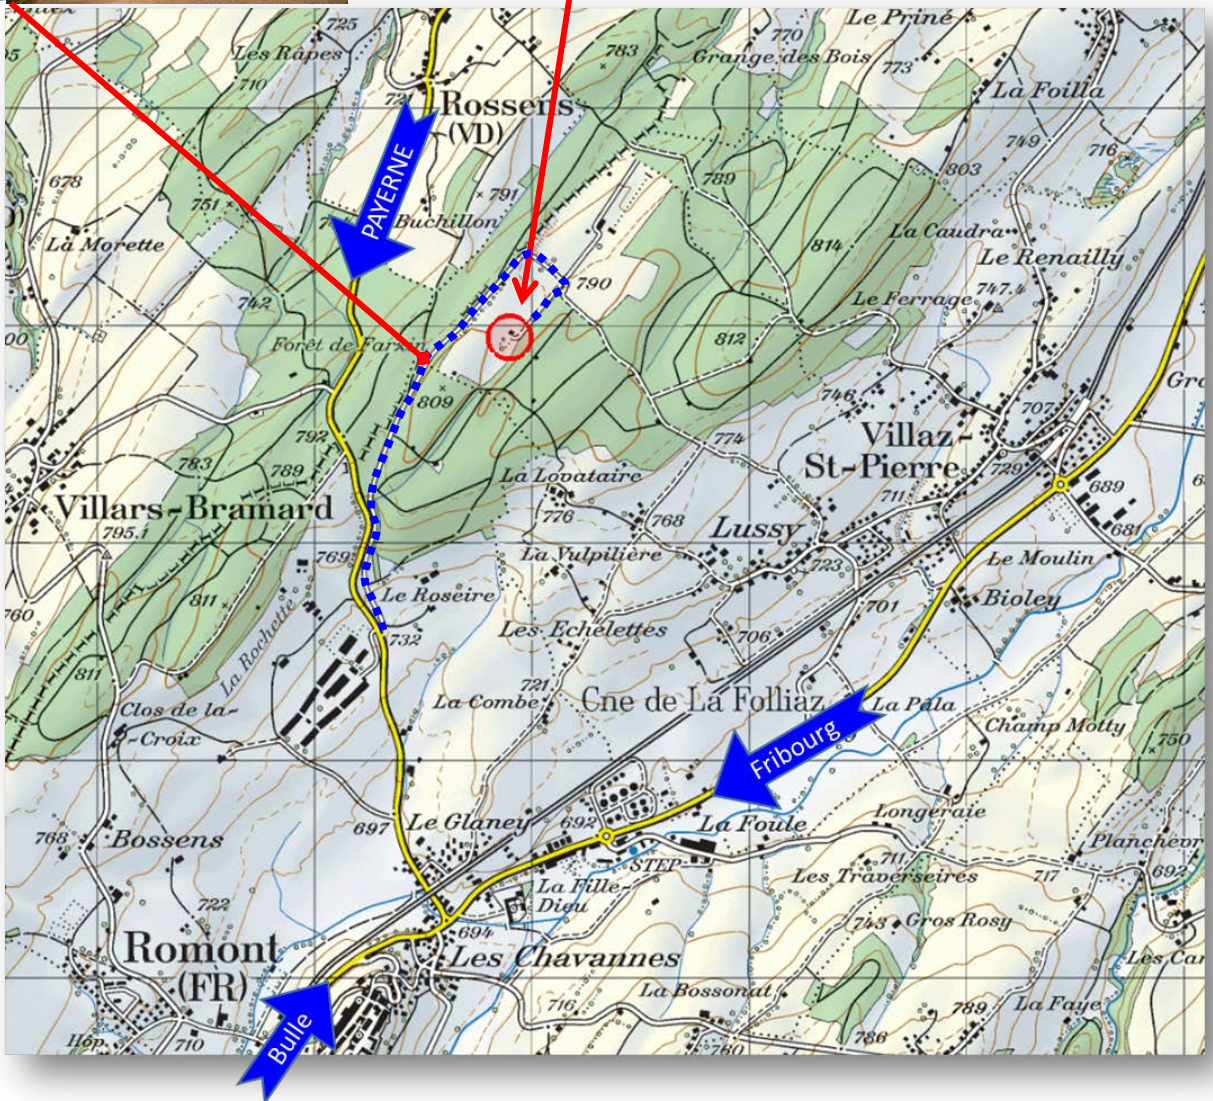 725
Le Priné
Les Râpes
783
770
Grange des Bois
773
710
La Foilla
Rossens
(VD)
749
716
678
PAYERNE
789
803
751
791
Buchillon
La Morette
814
La Caudra
Le Renailly
742
790
Le Ferrage
747.4
00
Forêt de Farzin
812
809
746
707
792
Villaz-
St-Pierre
774
729
783
789
La Lovataire
689
711
Villars-Bramard
776
768
Lussy
681
795.1
769
La Vulpilière
723
Le Moulin
760
811
Le Roseire
701
Bioley
La Rochette
732
Les Echelettes
706
811
721
La Combe
Cne de La Folliaz
La Pala
Clos de la-
-Croix
Champ Motty
750
Fribourg
697
Le Glaney
692
La Foule
Longeraie
768
Bossens
STEP
711
Les Traverseires
717
692
La Fille-
Dieu
722
743
Gros Rosy
694
Romont
(FR)
Les Chavannes
La Bossonat
716
789
La Faye
Bulle
Hôp.
710
760
786